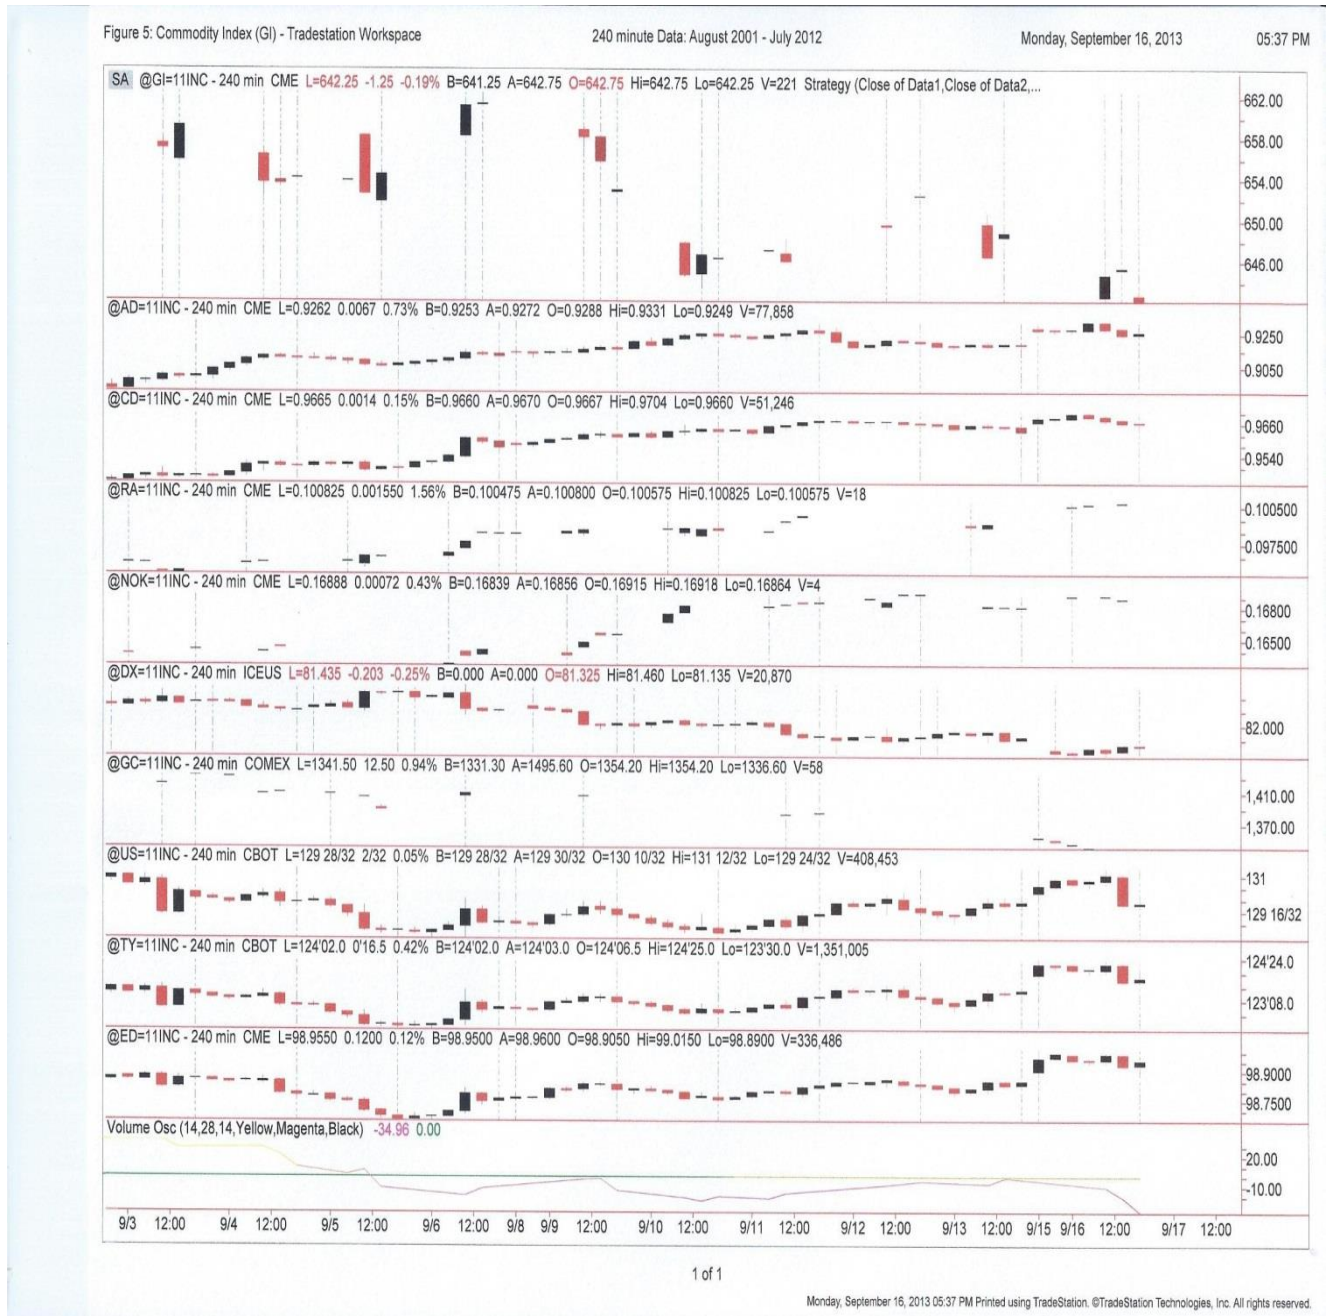 Figure 5: Commodity Index (GI) - Tradestation Workspace 240 minute Data: August 2001 - July 2012 Monday, September 16, 2013 05:37 PM
SA @GI=11INC - 240 min CME L=642.25 -1.25 -0.19% B=641.25 A=642.75 O=642.75 Hi=642.75 Lo=642.25 V=221 Strategy (Close of Data1,Close of Data2,...
662.00
658.00
654.00
650.00
646.00
@AD=11INC - 240 min CME L=0.9262 0.0067 0.73% B=0.9253 A=0.9272 O=0.9288 Hi=0.9331 Lo=0.9249 V=77,858
0.9250
0.9050
@CD=11INC - 240 min CME L=0.9665 0.0014 0.15% B=0.9660 A=0.9670 O=0.9667 Hi=0.9704 Lo=0.9660 V=51,246
0.9660
0.9540
@RA=11INC - 240 min CME L=0.100825 0.001550 1.56% B=0.100475 A=0.100800 O=0.100575 Hi=0.100825 Lo=0.100575 V=18
0.100500
0.097500
@NOK=11INC - 240 min CME L=0.16888 0.00072 0.43% B=0.16839 A=0.16856 O=0.16915 Hi=0.16918 Lo=0.16864 V=4
0.16800
0.16500
@DX=11INC - 240 min ICEUS L=81.435 -0.203 -0.25% B=0.000 A=0.000 O=81.325 Hi=81.460 Lo=81.135 V=20,870
82.000
@GC=11INC - 240 min COMEX L=1341.50 12.50 0.94% B=1331.30 A=1495.60 O=1354.20 Hi=1354.20 Lo=1336.60 V=58
1,410.00
1,370.00
@US=11INC - 240 min CBOT L=129 28/32 2/32 0.05% B=129 28/32 A=129 30/32 O=130 10/32 Hi=131 12/32 Lo=129 24/32 V=408,453
131
129 16/32
@TY=11INC - 240 min CBOT L=124'02.0 0'16.5 0.42% B=124'02.0 A=124'03.0 O=124'06.5 Hi=124'25.0 Lo=123'30.0 V=1,351,005
124'24.0
123'08.0
@ED=11INC - 240 min CME L=98.9550 0.1200 0.12% B=98.9500 A=98.9600 O=98.9050 Hi=99.0150 Lo=98.8900 V=336,486
98.9000
98.7500
Volume Osc (14,28,14,Yellow,Magenta,Black) -34.96 0.00
20.00
-10.00
9/3 12:00 9/4 12:00 9/5 12:00 9/6 12:00 9/8 9/9 12:00 9/10 12:00 9/11 12:00 9/12 12:00 9/13 12:00 9/15 9/16 12:00 9/17 12:00
1 of 1
Monday, September 16, 2013 05:37 PM Printed using TradeStation. ©TradeStation Technologies, Inc. All rights reserved.